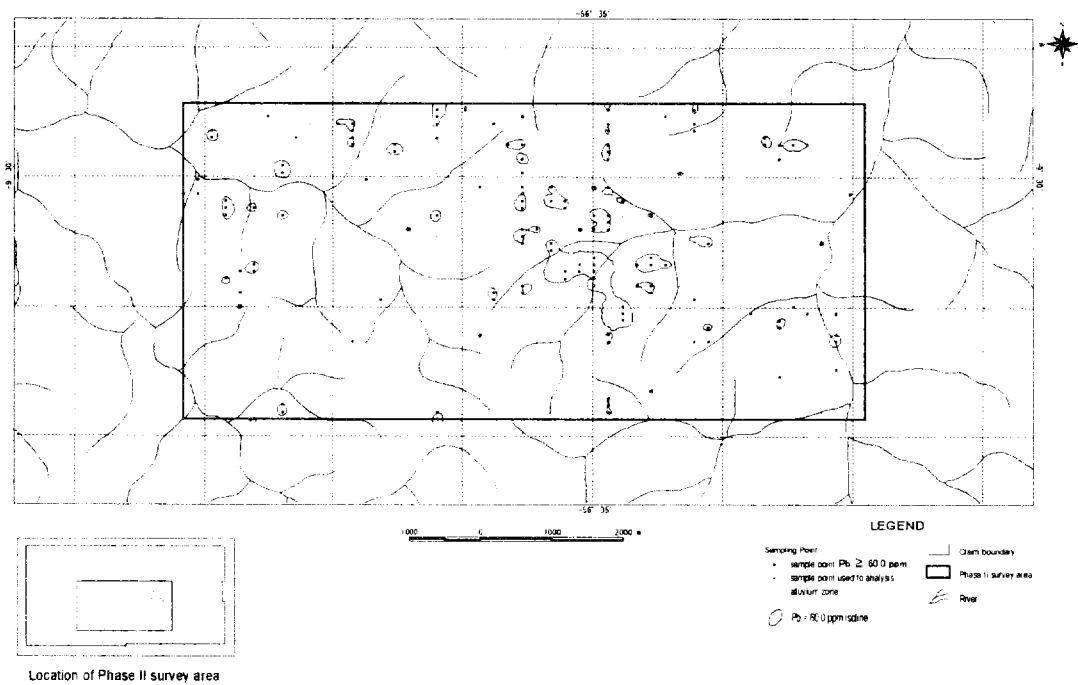 -56° 35'
-9° 30'
-9° 30'
-56° 35'
1000 0 1000 2000 m
LEGEND
Sampling Point
sample point Pb ≥ 60.0 ppm
sample point used to analysis
alluvium zone
Pb = 60.0 ppm isoline
Claim boundary
Phase II survey area
River
Location of Phase II survey area